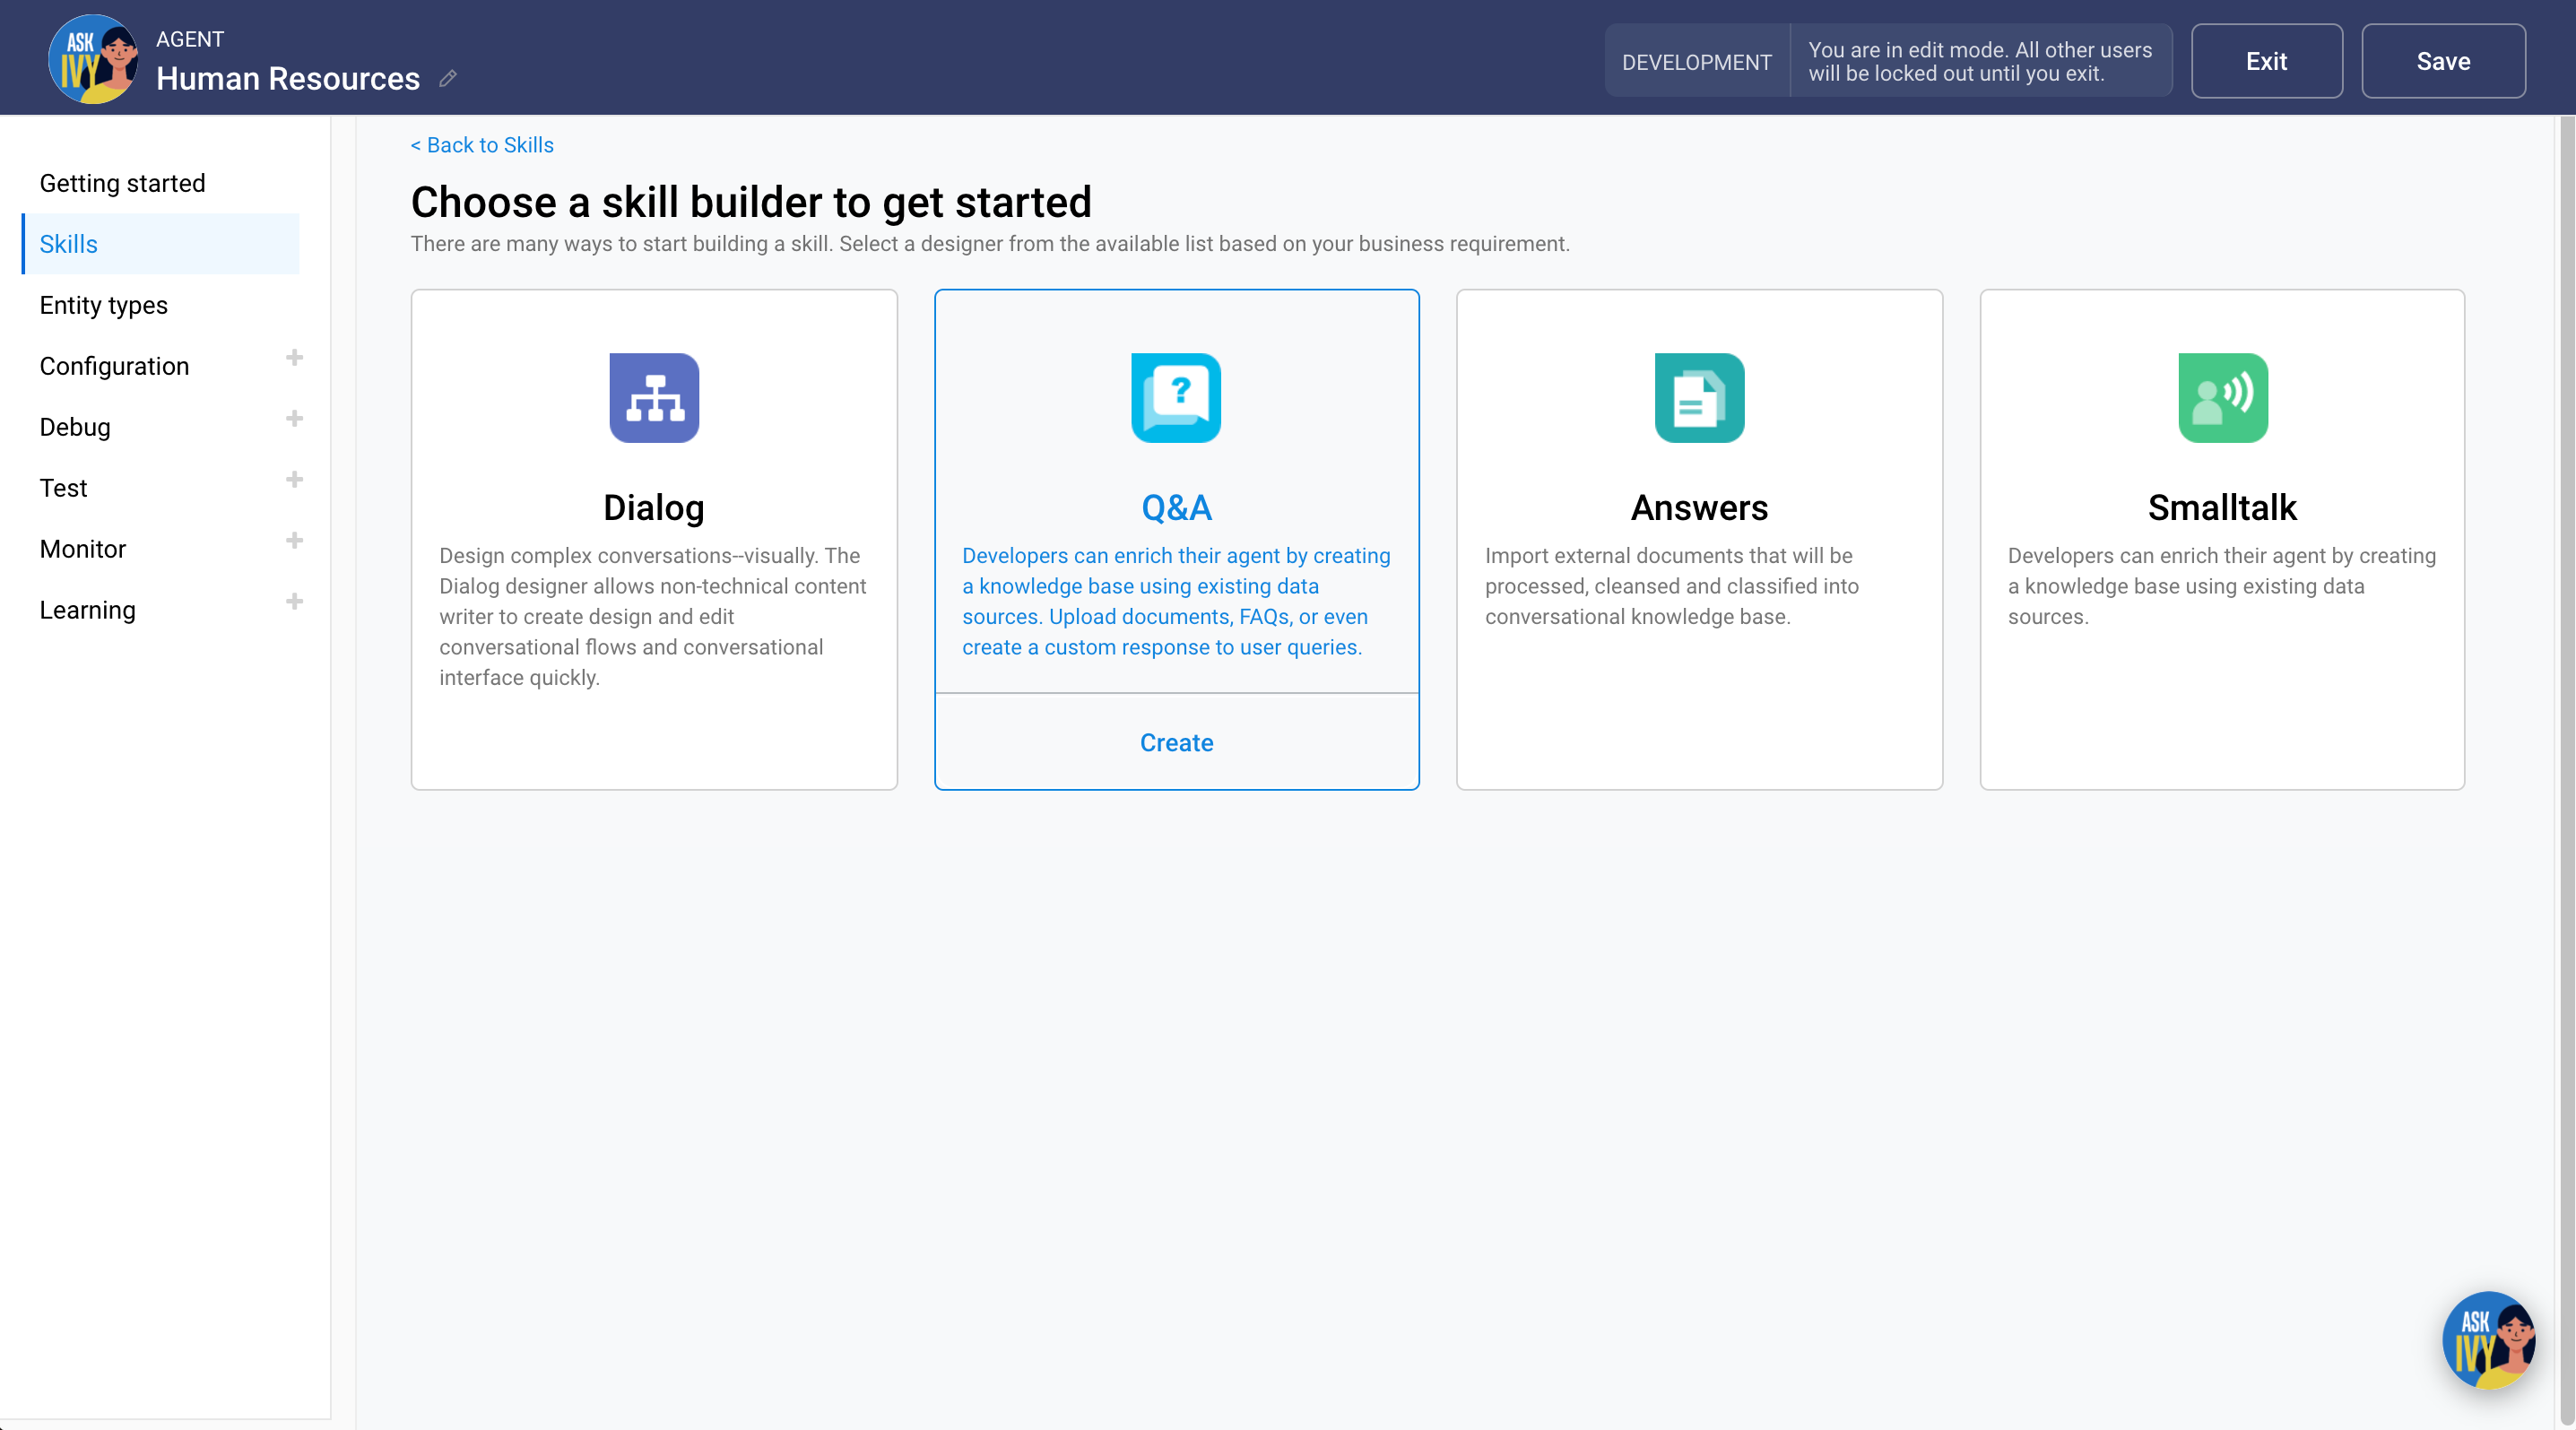 ASK
IVY
AGENT
Human Resources
DEVELOPMENT
You are in edit mode. All other users
will be locked out until you exit.
Exit
Save
Getting started
Skills
Entity types
Configuration
Debug
Test
Monitor
Learning
< Back to Skills
Choose a skill builder to get started
There are many ways to start building a skill. Select a designer from the available list based on your business requirement.
Dialog
Design complex conversations--visually. The
Dialog designer allows non-technical content
writer to create design and edit
conversational flows and conversational
interface quickly.
?
Q&A
Developers can enrich their agent by creating
a knowledge base using existing data
sources. Upload documents, FAQs, or even
create a custom response to user queries.
Create
Answers
Import external documents that will be
processed, cleansed and classified into
conversational knowledge base.
Smalltalk
Developers can enrich their agent by creating
a knowledge base using existing data
sources.
ASK
IVY